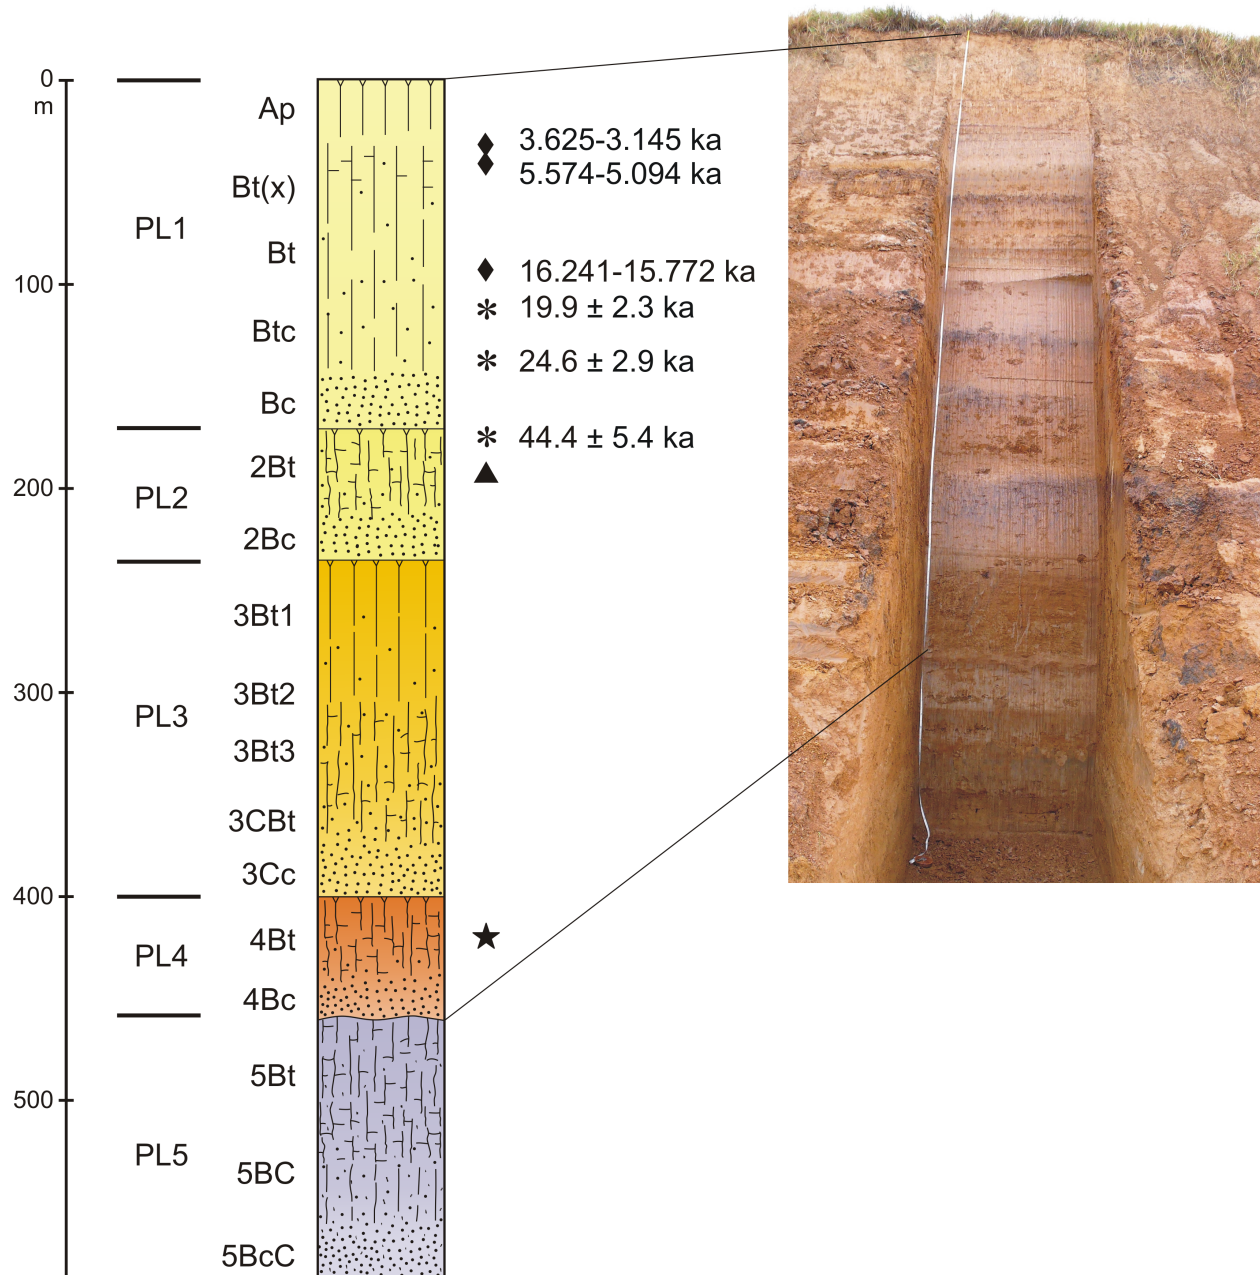 0
m
Ap
3.625-3.145 ka
5.574-5.094 ka
Bt(x)
PL1
Bt
16.241-15.772 ka
100
19.9 ± 2.3 ka
Btc
24.6 ± 2.9 ka
Bc
44.4 ± 5.4 ka
2Bt
200
PL2
2Bc
3Bt1
300
3Bt2
PL3
3Bt3
3CBt
3Cc
400
4Bt
PL4
4Bc
5Bt
500
PL5
5BC
5BcC